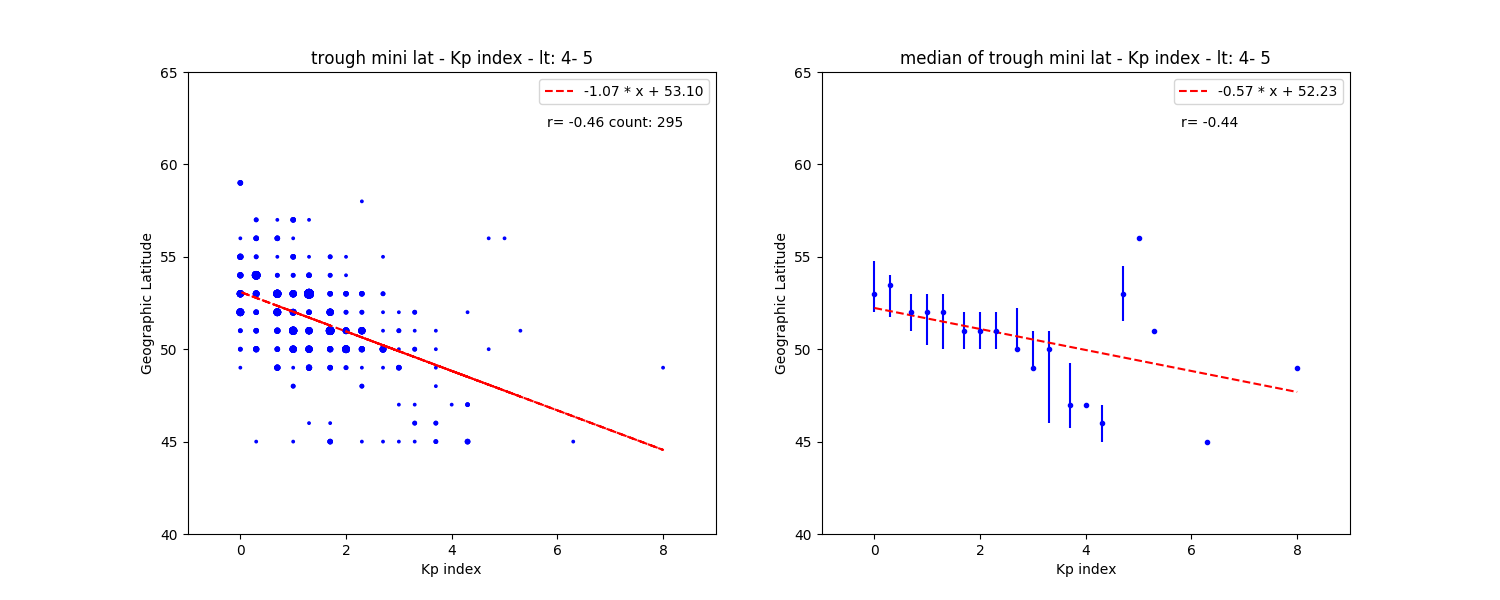 trough mini lat - Kp index - lt: 4- 5
-1.07 * x + 53.10
r= -0.46 count: 295
65
60
55
50
45
40
Geographic Latitude
0 2 4 6 8
Kp index
median of trough mini lat - Kp index - lt: 4- 5
-0.57 * x + 52.23
r= -0.44
65
60
55
50
45
40
Geographic Latitude
0 2 4 6 8
Kp index